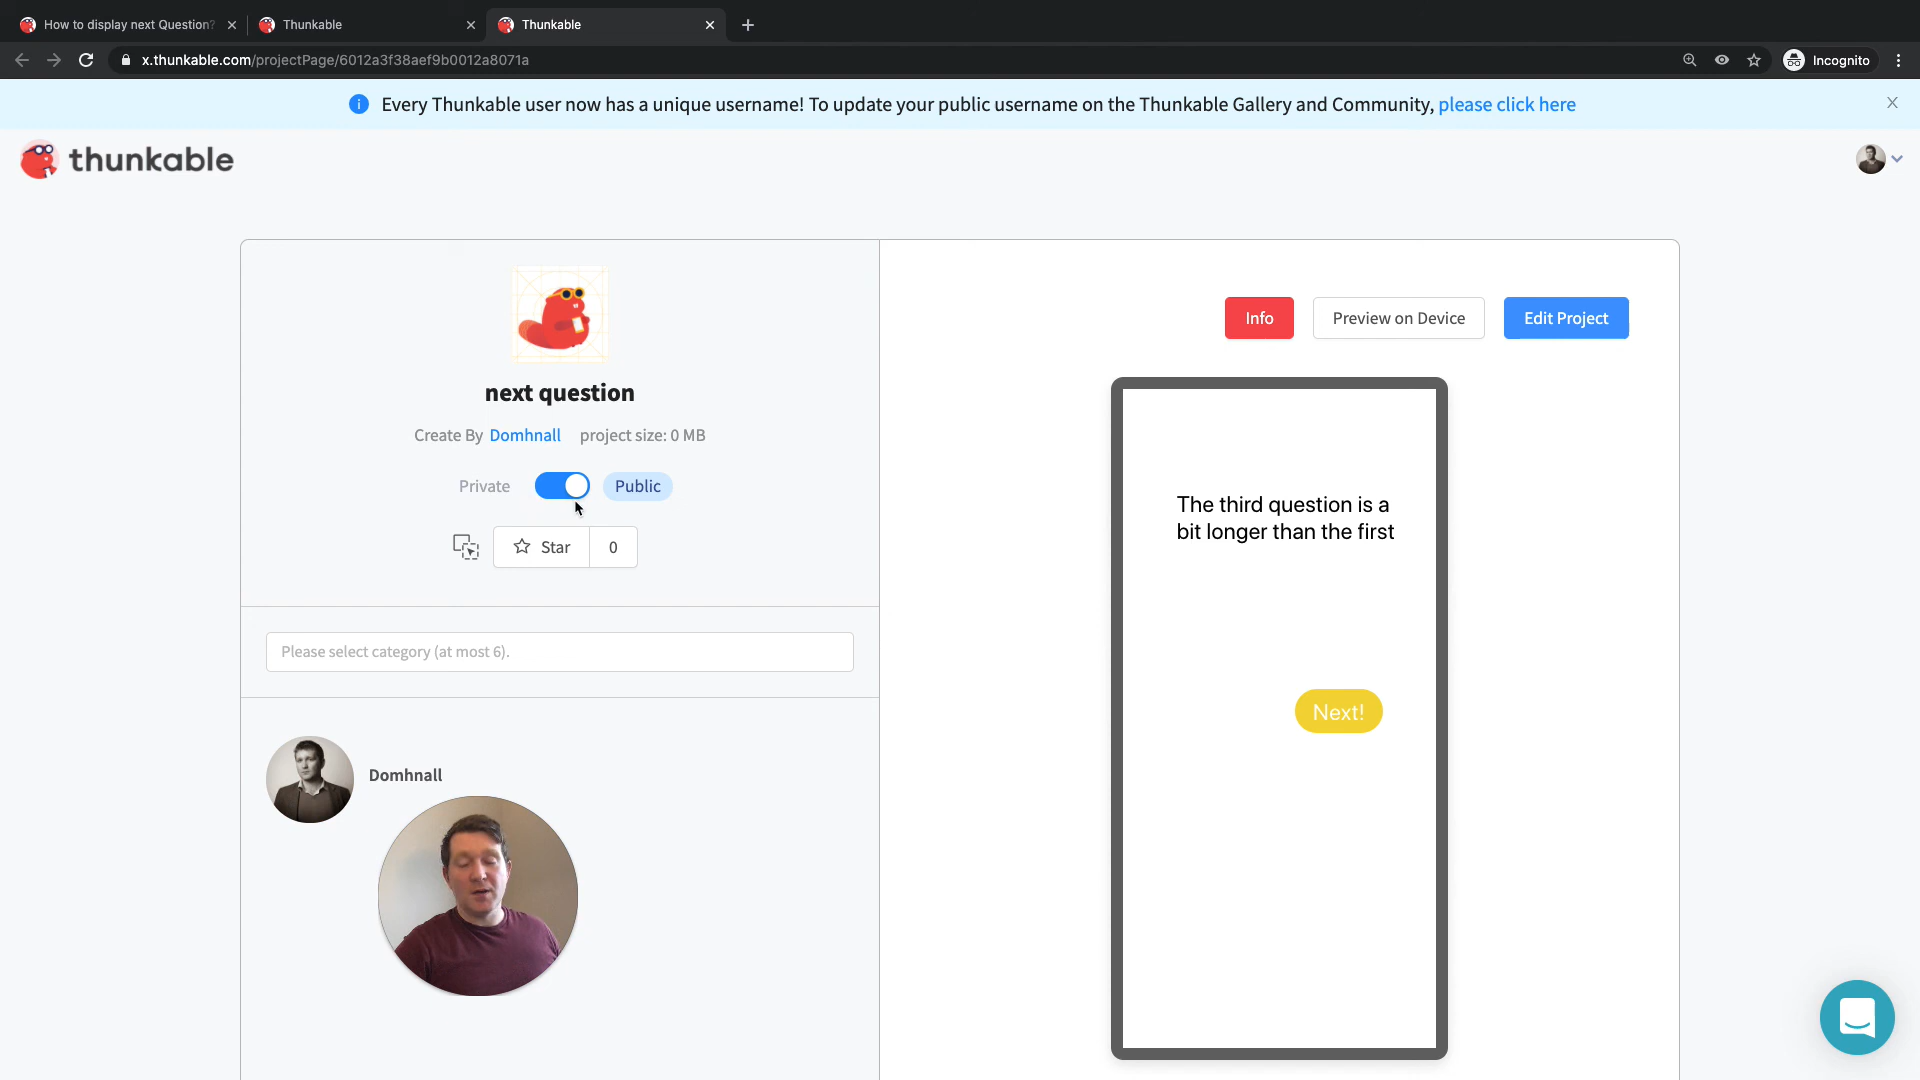 How to display next Question?
Thunkable
Thunkable
x.thunkable.com/projectPage/6012a3f38aef9b0012a8071a
Incognito
Every Thunkable user now has a unique username! To update your public username on the Thunkable Gallery and Community, please click here
thunkable
Info
Preview on Device
Edit Project
next question
Create By Domhnall project size: 0 MB
Private
Public
Star
0
Please select category (at most 6).
Domhnall
The third question is a
bit longer than the first
Next!